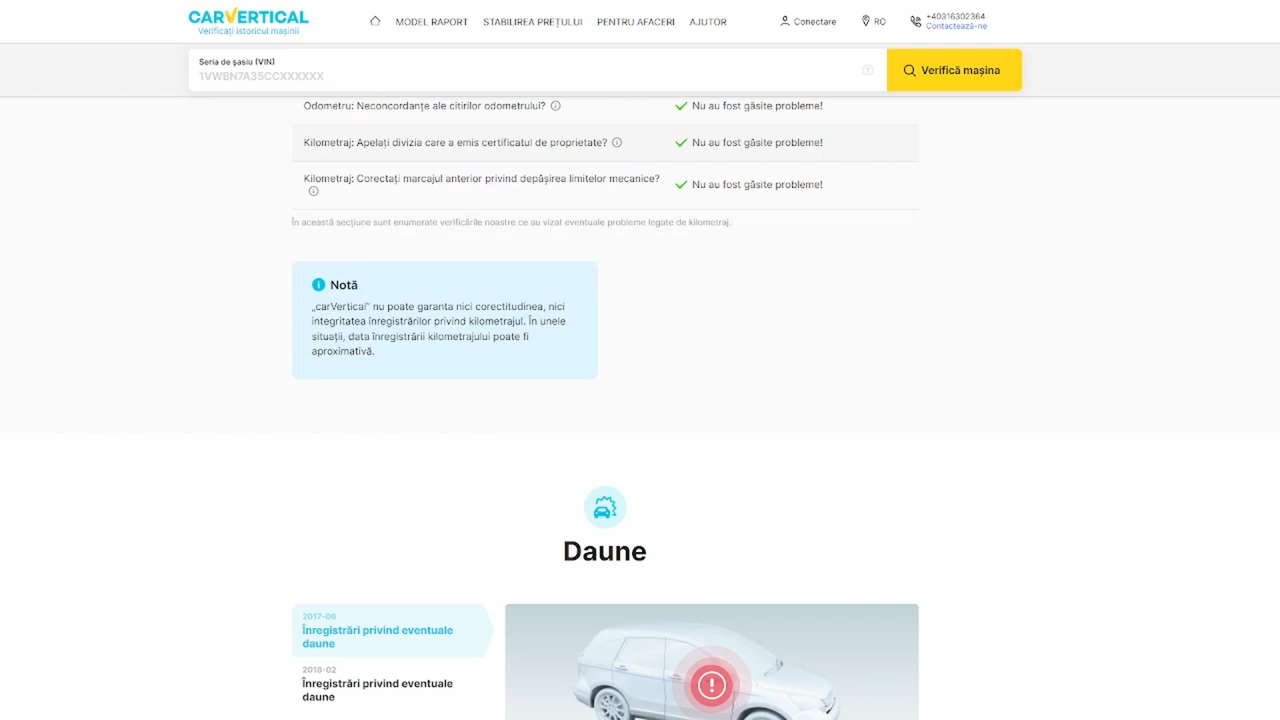 CARVERTICAL
Verificați istoricul mașinii
MODEL RAPORT
STABILIREA PREȚULUI
PENTRU AFACERI
AJUTOR
Conectare
RO
+40316302364
Contactează-ne
Seria de șasiu (VIN)
1VWBN7A35CCXXXXXX
Verifică mașina
Odometru: Neconcordanțe ale citirilor odometrului?
Nu au fost găsite probleme!
Kilometraj: Apelați divizia care a emis certificatul de proprietate?
Nu au fost găsite probleme!
Kilometraj: Corectați marcajul anterior privind depășirea limitelor mecanice?
Nu au fost găsite probleme!
În această secțiune sunt enumerate verificările noastre ce au vizat eventuale probleme legate de kilometraj.
Notă
„carVertical” nu poate garanta nici corectitudinea, nici
integritatea înregistrărilor privind kilometrajul. În unele
situații, data înregistrării kilometrajului poate fi
aproximativă.
Daune
2017-06
Înregistrări privind eventuale
daune
2018-02
Înregistrări privind eventuale
daune